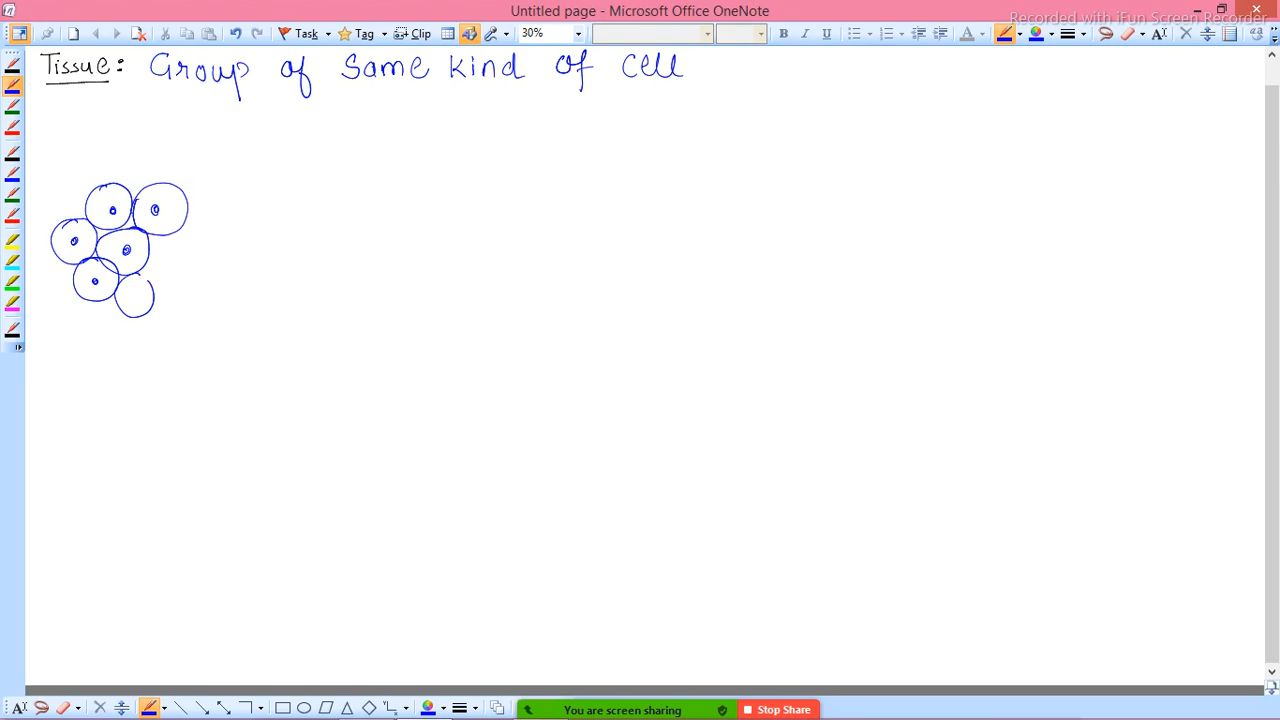 Untitled page - Microsoft Office OneNote
Recorded with iFun Screen Recorder
Task
Tag
Clip
30%
B I U
Tissue: Group of same kind of cell
You are screen sharing
Stop Share